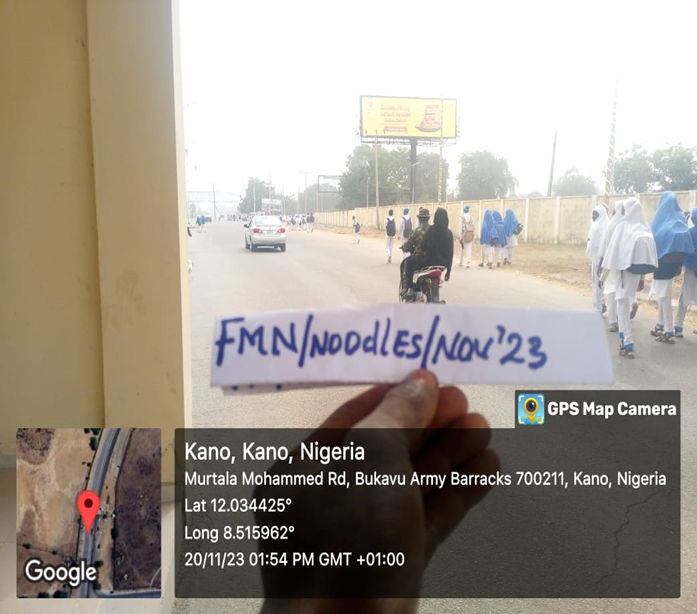 FMN/NOODLES/NOV'23
GPS Map Camera
Kano, Kano, Nigeria
Murtala Mohammed Rd, Bukavu Army Barracks 700211, Kano, Nigeria
Lat 12.034425°
Long 8.515962°
20/11/23 01:54 PM GMT +01:00
Google